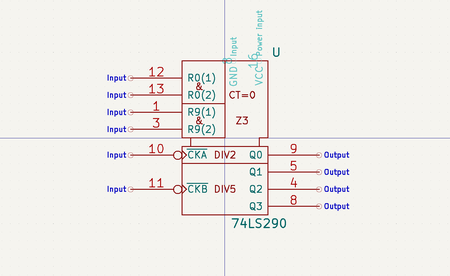 Input
Power Input
U
8
16
GND
VCC
Input 12 R0(1)
&
Input 13 R0(2)
CT=0
Input 1 R9(1)
&
Z3
Input 3 R9(2)
Input 10 CKA DIV2 Q0 9 Output
Q1 5 Output
Input 11 CKB DIV5 Q2 4 Output
Q3 8 Output
74LS290